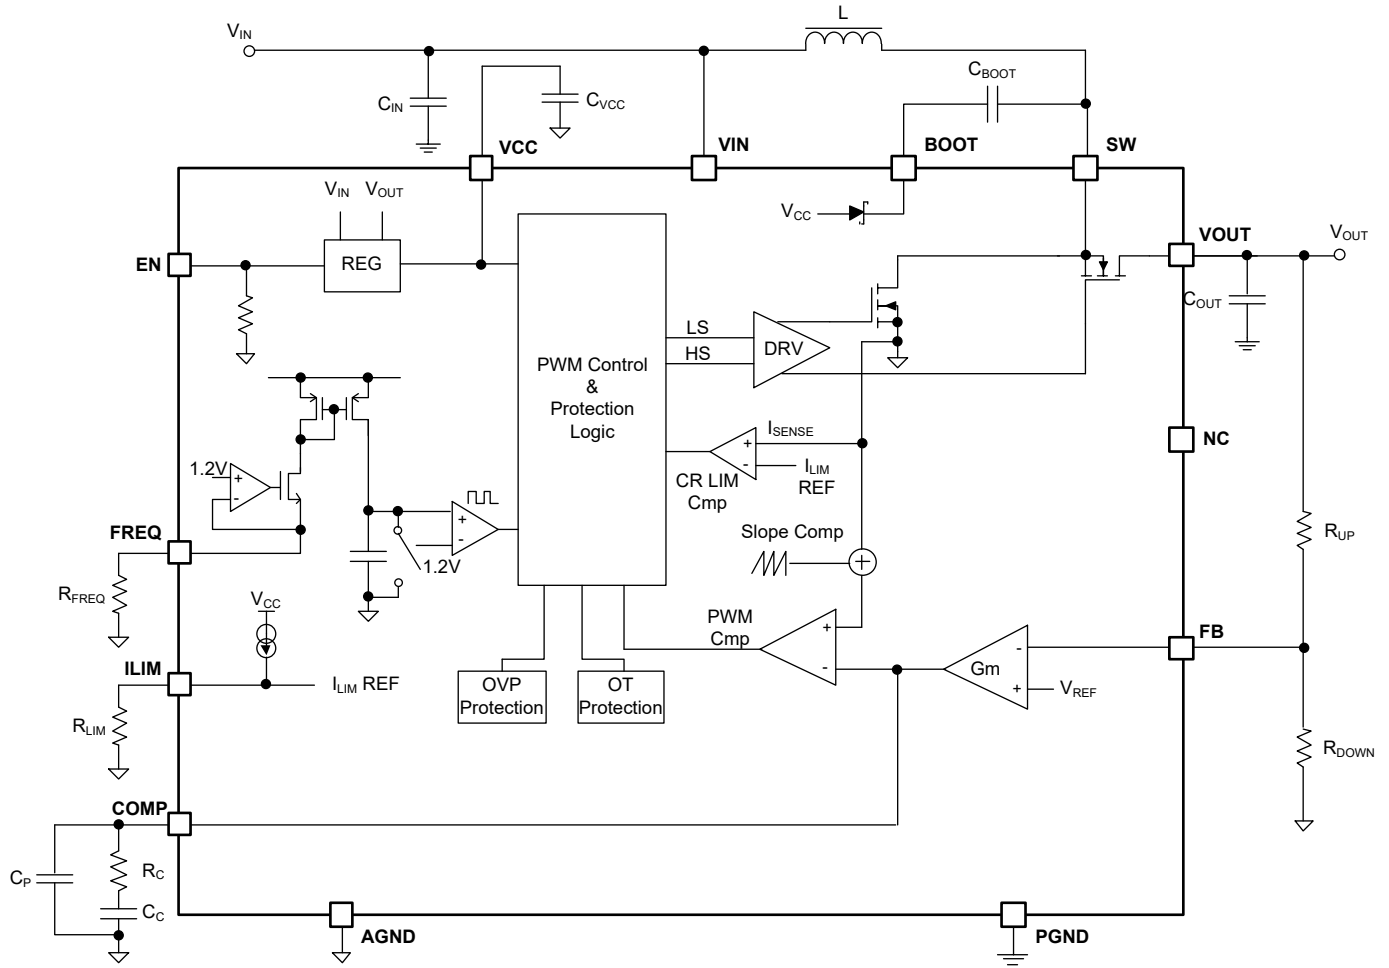 L
VIN
CBOOT
CIN
CVCC
VCC
VIN
BOOT
SW
VIN
VOUT
VCC
EN
REG
VOUT
VOUT
COUT
LS
HS
DRV
PWM Control
&
Protection
Logic
ISENSE
+
-
ILIM
REF
CR LIM
Cmp
NC
1.2V
+
-
FREQ
+
-
1.2V
Slope Comp
+
RUP
RFREQ
VCC
PWM
Cmp
+
-
FB
-
Gm
+
VREF
ILIM
ILIM REF
OVP
Protection
OT
Protection
RLIM
RDOWN
COMP
RC
CP
CC
AGND
PGND